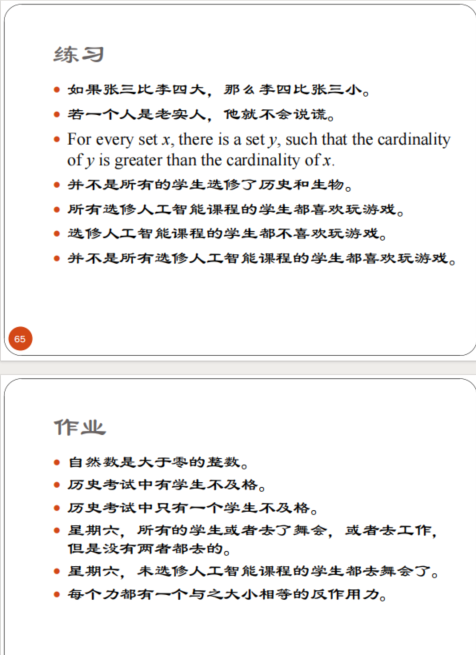 练习
如果张三比李四大，那么李四比张三小。
若一个人是老实人，他就不会说谎。
For every set x, there is a set y, such that the cardinality
of y is greater than the cardinality of x.
并不是所有的学生选修了历史和生物。
所有选修人工智能课程的学生都喜欢玩游戏。
选修人工智能课程的学生都不喜欢玩游戏。
并不是所有选修人工智能课程的学生都喜欢玩游戏。
65
作业
自然数是大于零的整数。
历史考试中有学生不及格。
历史考试中只有一个学生不及格。
星期六，所有的学生或者去了舞会，或者去工作，
但是没有两者都去的。
星期六，未选修人工智能课程的学生都去舞会了。
每个力都有一个与之大小相等的反作用力。